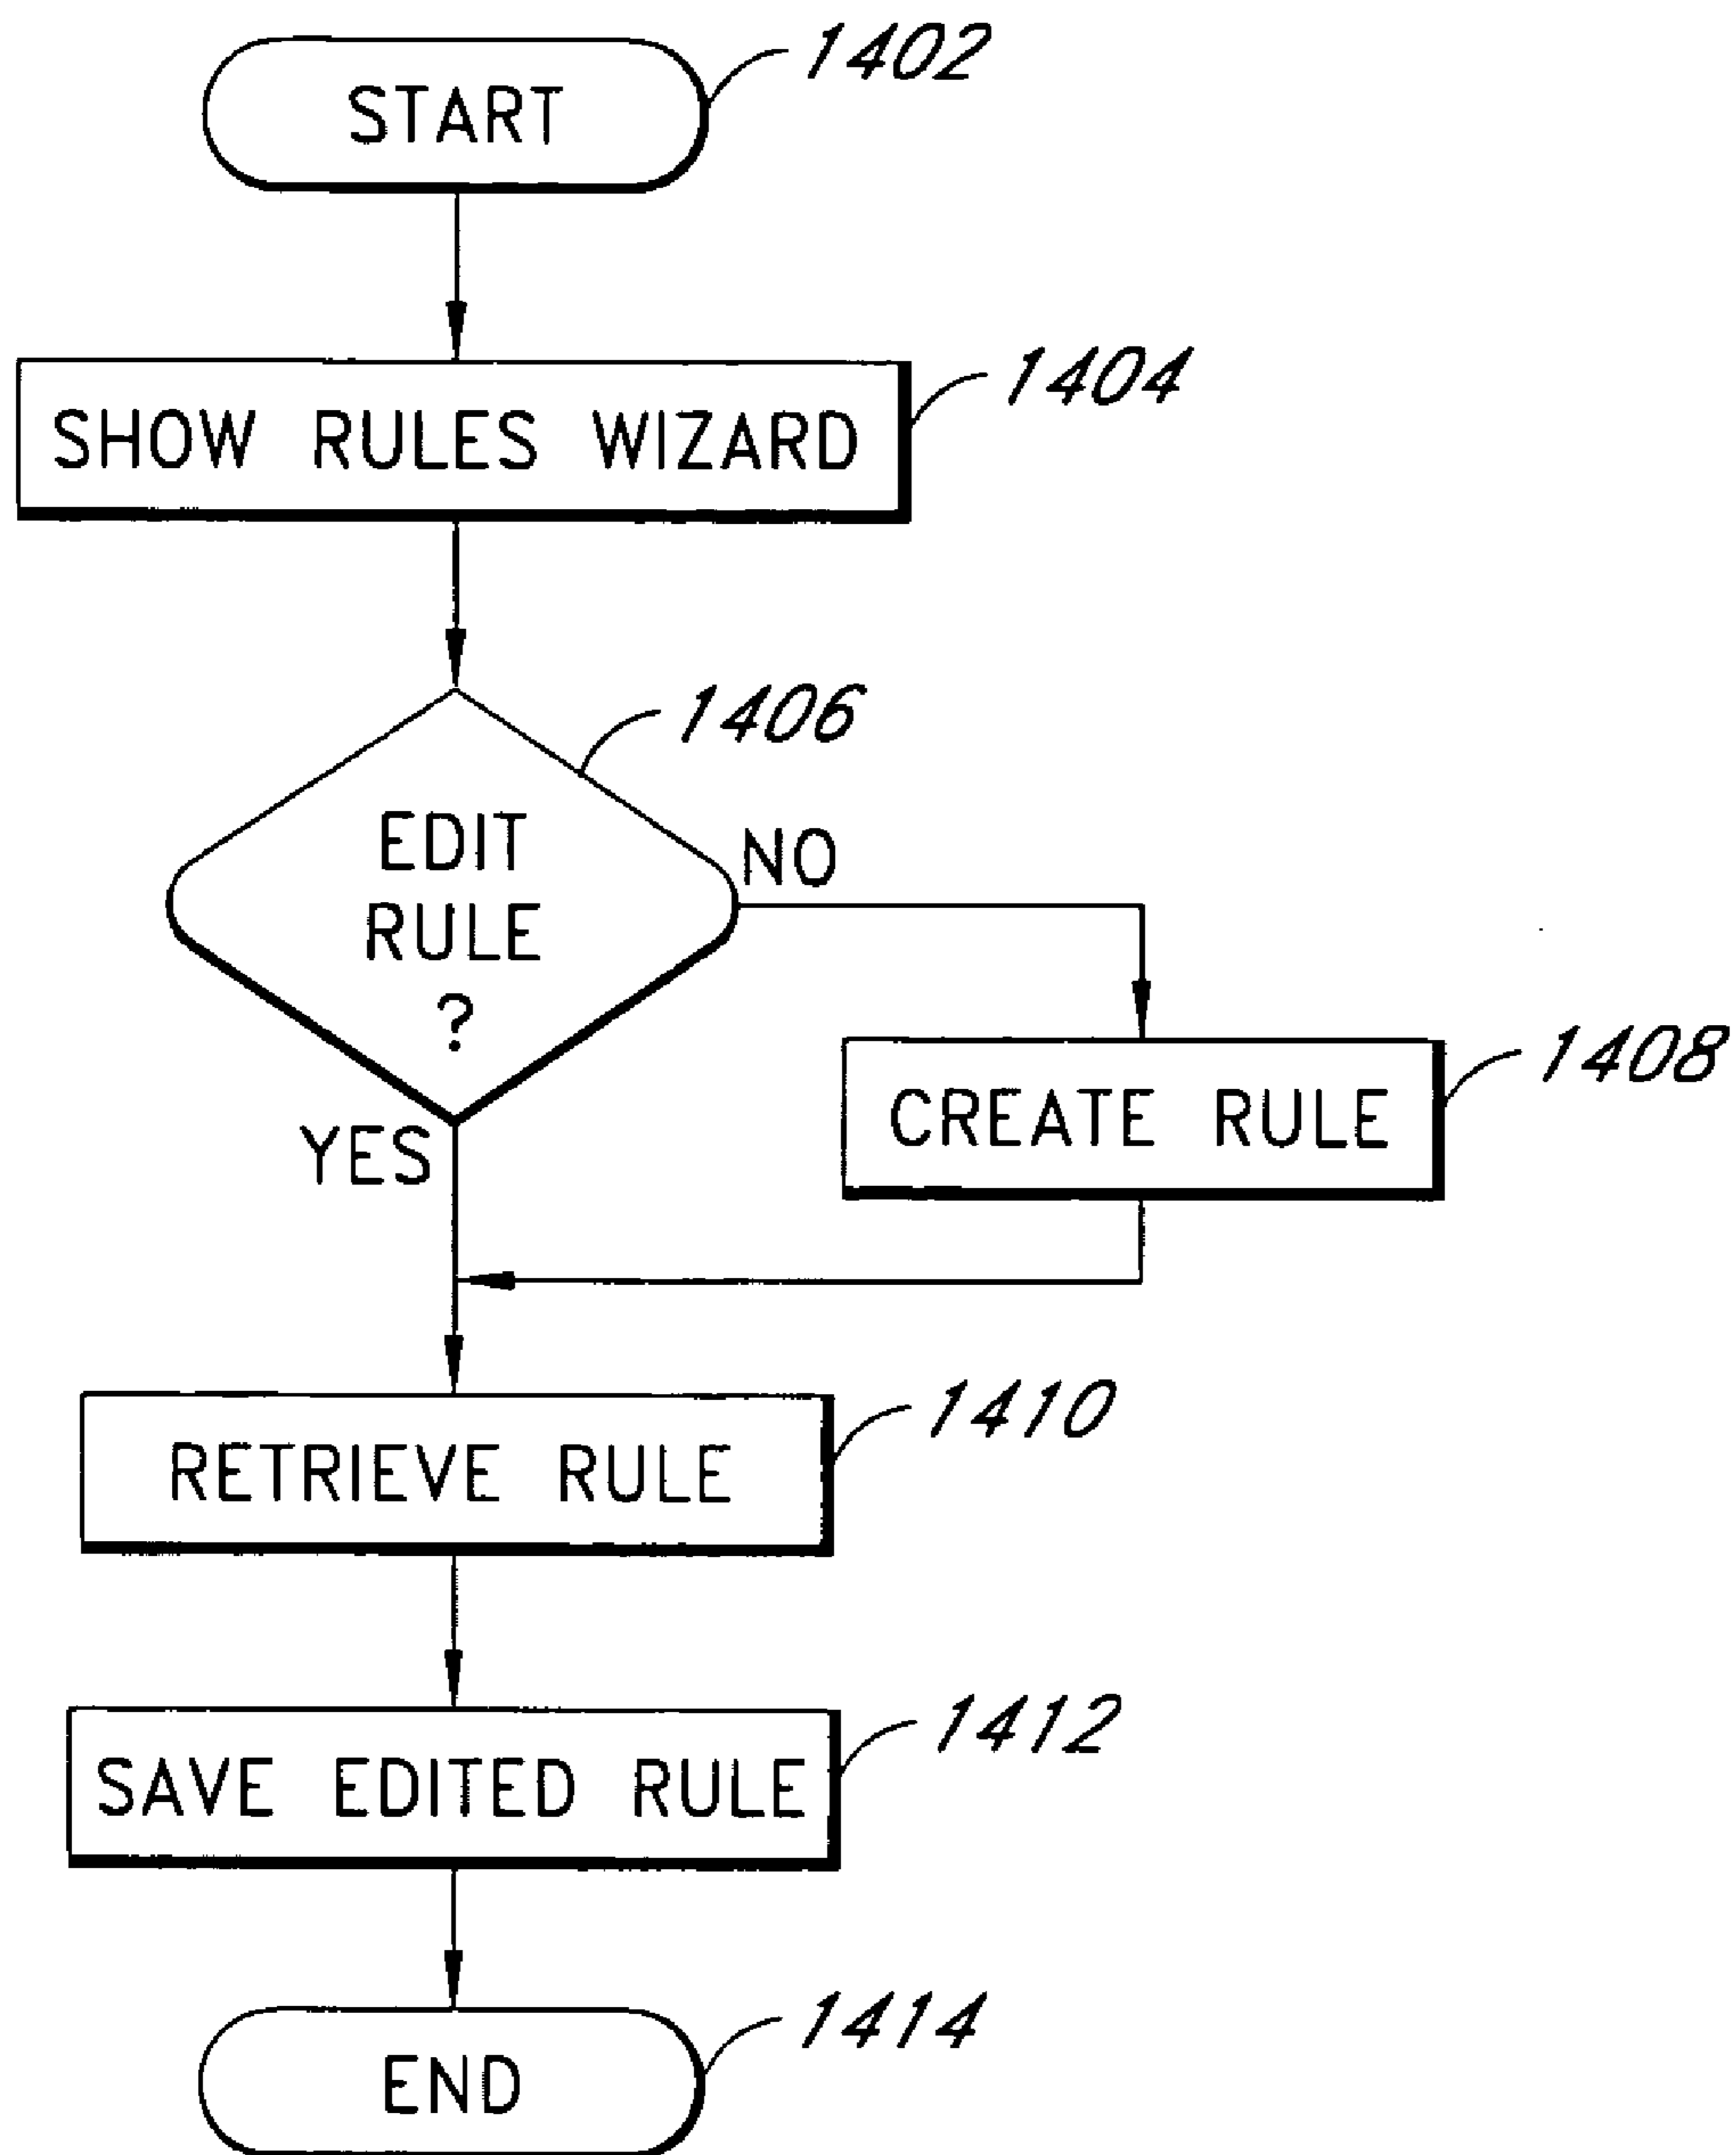 START
1402
SHOW RULES WIZARD
1404
1406
EDIT
RULE
?
NO
YES
CREATE RULE
1408
RETRIEVE RULE
1410
SAVE EDITED RULE
1412
END
1414